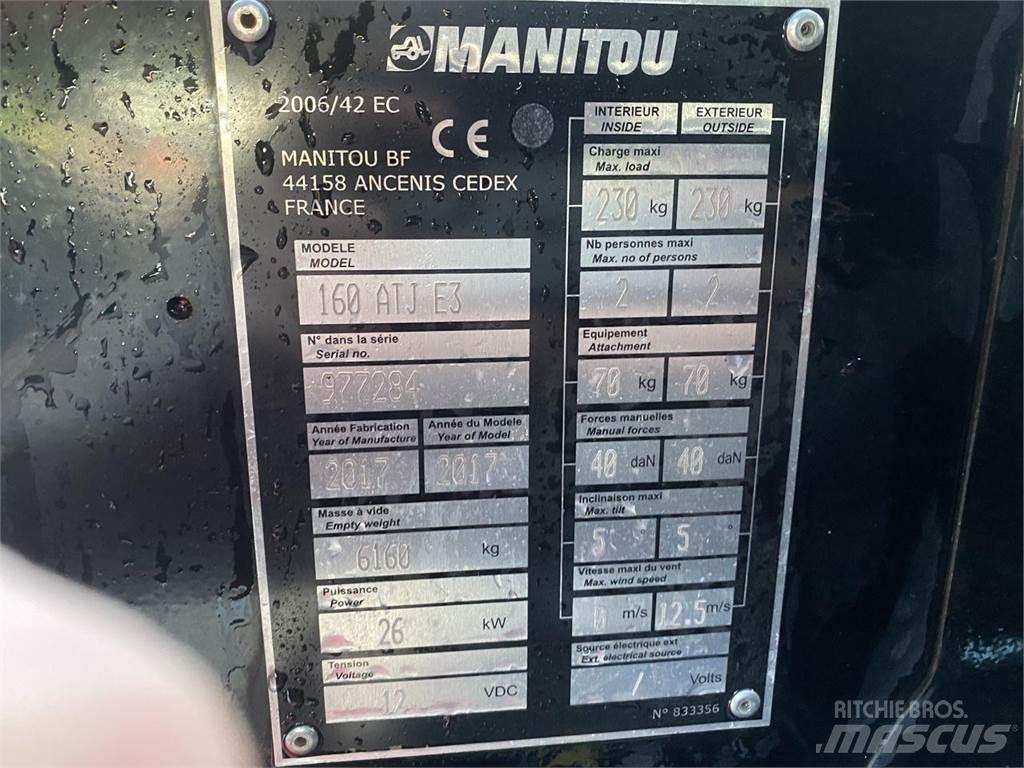 MANITOU
2006/42 EC
CE
MANITOU BF
44158 ANCENIS CEDEX
FRANCE
MODELE
MODEL
160 ATJ E3
N° dans la série
Serial no.
977284
Année Fabrication
Year of Manufacture
Année du Modele
Year of Model
2017
2017
Masse à vide
Empty weight
6160 kg
Puissance
Power
26 kW
Tension
Voltage
12 VDC
INTERIEUR
INSIDE
EXTERIEUR
OUTSIDE
Charge maxi
Max. load
230 kg 230 kg
Nb personnes maxi
Max. no of persons
2 2
Equipement
Attachment
70 kg 70 kg
Forces manuelles
Manual forces
40 daN 40 daN
Inclinaison maxi
Max. tilt
5 ° 5 °
Vitesse maxi du vent
Max. wind speed
0 m/s 12.5 m/s
Source électrique ext
Ext. electrical source
/ Volts
N° 833356
RITCHIE BROS.
MASCUS